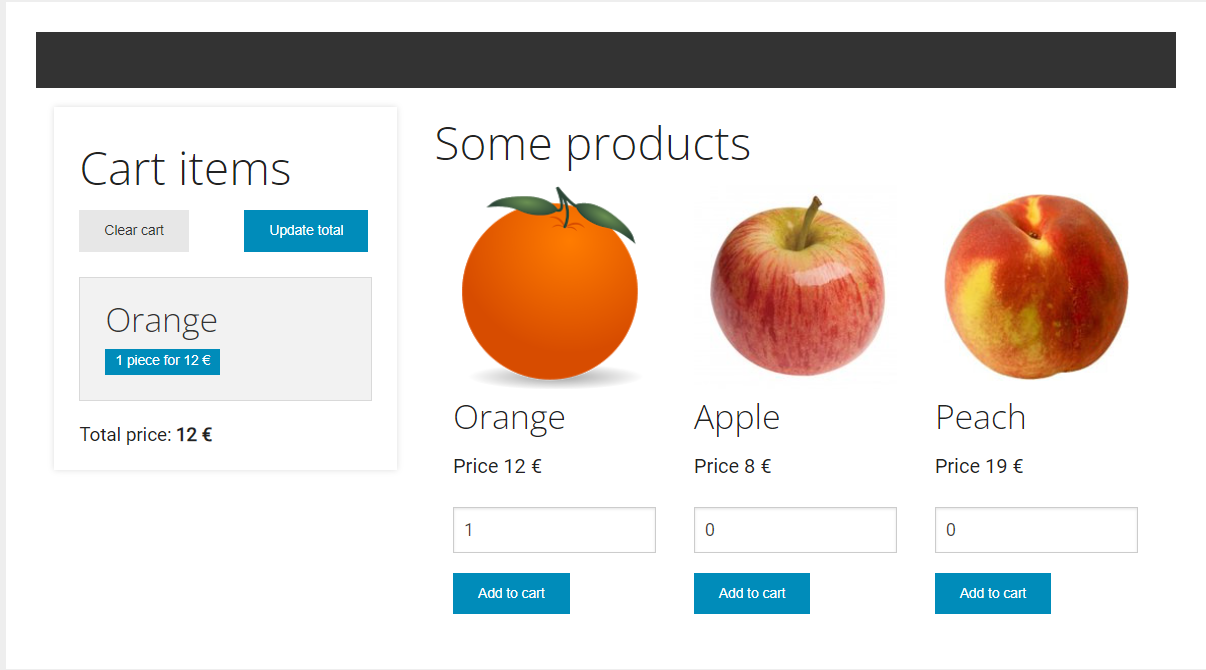 Cart items
Clear cart
Update total
Orange
1 piece for 12 €
Total price: 12 €
Some products
Orange
Price 12 €
1
Add to cart
Apple
Price 8 €
0
Add to cart
Peach
Price 19 €
0
Add to cart